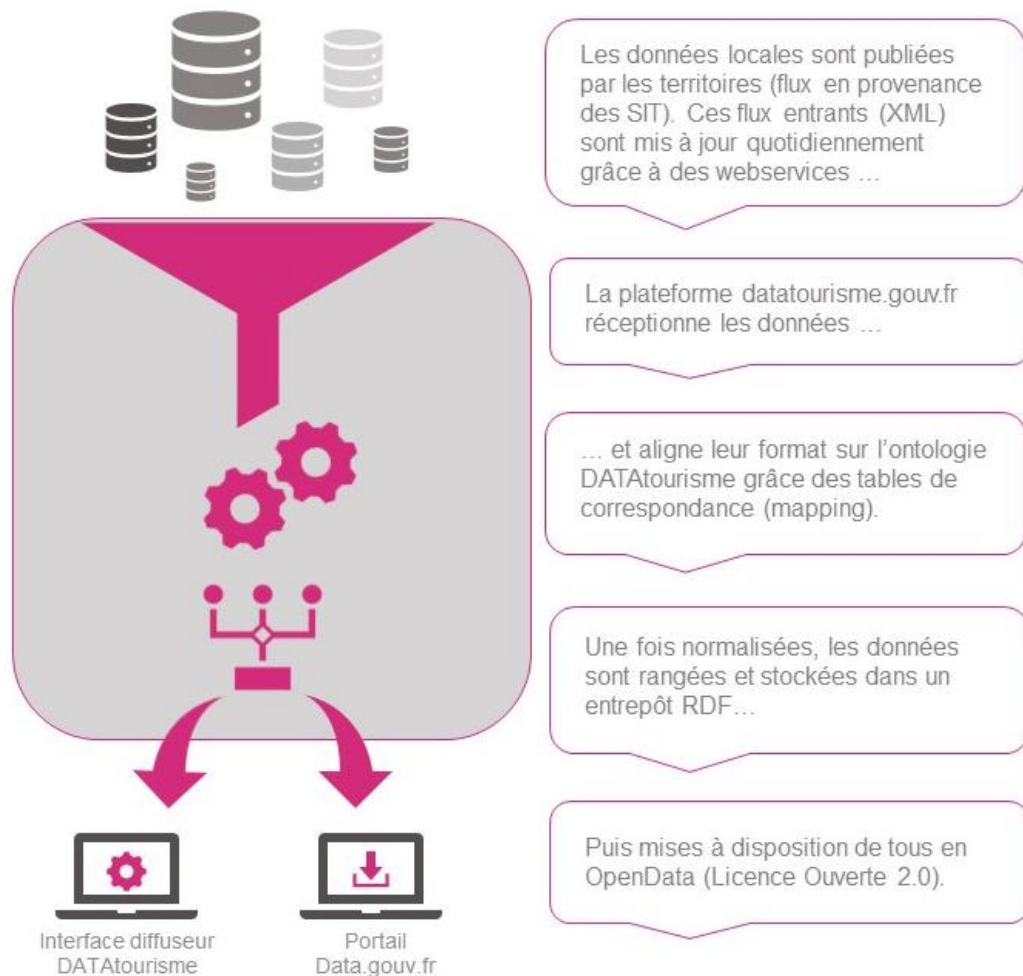 Les données locales sont publiées
par les territoires (flux en provenance
des SIT). Ces flux entrants (XML)
sont mis à jour quotidiennement
grâce à des webservices …
La plateforme datatourisme.gouv.fr
réceptionne les données …
… et aligne leur format sur l’ontologie
DATAtourisme grâce des tables de
correspondance (mapping).
Une fois normalisées, les données
sont rangées et stockées dans un
entrepôt RDF…
Puis mises à disposition de tous en
OpenData (Licence Ouverte 2.0).
Interface diffuseur
DATAtourisme
Portail
Data.gouv.fr